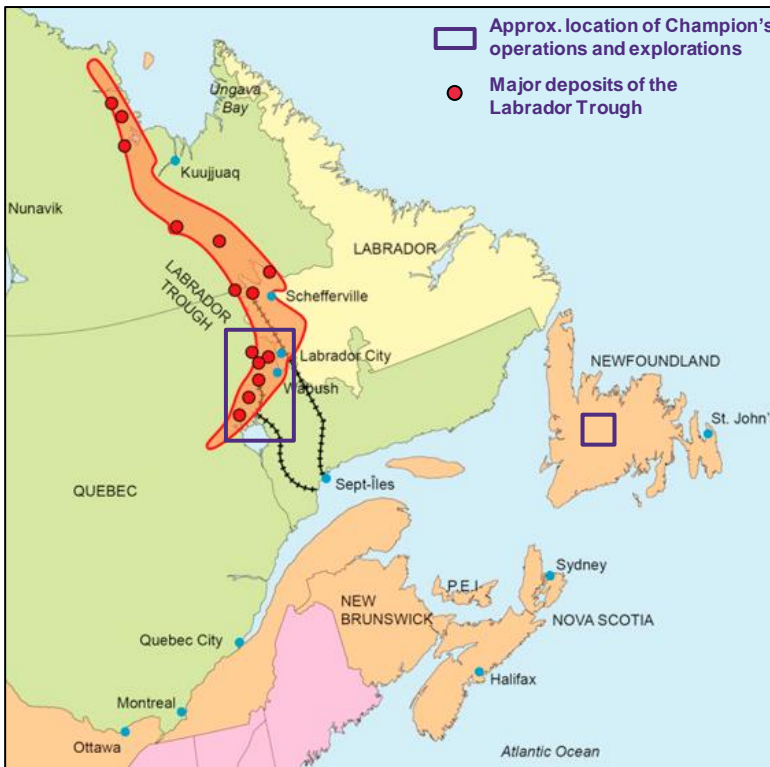 Approx. location of Champion's
operations and explorations
Major deposits of the
Labrador Trough
Ungava
Bay
Kuujjuaq
Nunavik
LABRADOR
LABRADOR
TROUGH
Schefferville
Labrador City
NEWFOUNDLAND
Wabush
St. John'
QUEBEC
Sept-Îles
Sydney
P.E.I.
NEW
BRUNSWICK
NOVA SCOTIA
Quebec City
Halifax
Montreal
Ottawa
Atlantic Ocean